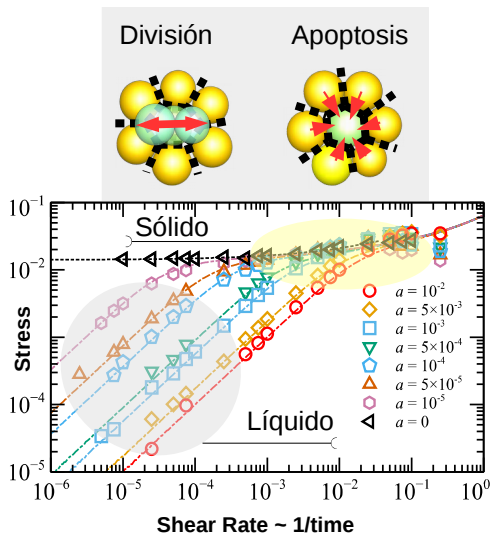 División
Apoptosis
10⁻¹
10⁻²
10⁻³
10⁻⁴
10⁻⁵
Stress
Sólido
Líquido
a = 10⁻²
a = 5×10⁻³
a = 10⁻³
a = 5×10⁻⁴
a = 10⁻⁴
a = 5×10⁻⁵
a = 10⁻⁵
a = 0
10⁻⁶ 10⁻⁵ 10⁻⁴ 10⁻³ 10⁻² 10⁻¹ 10⁰
Shear Rate ~ 1/time